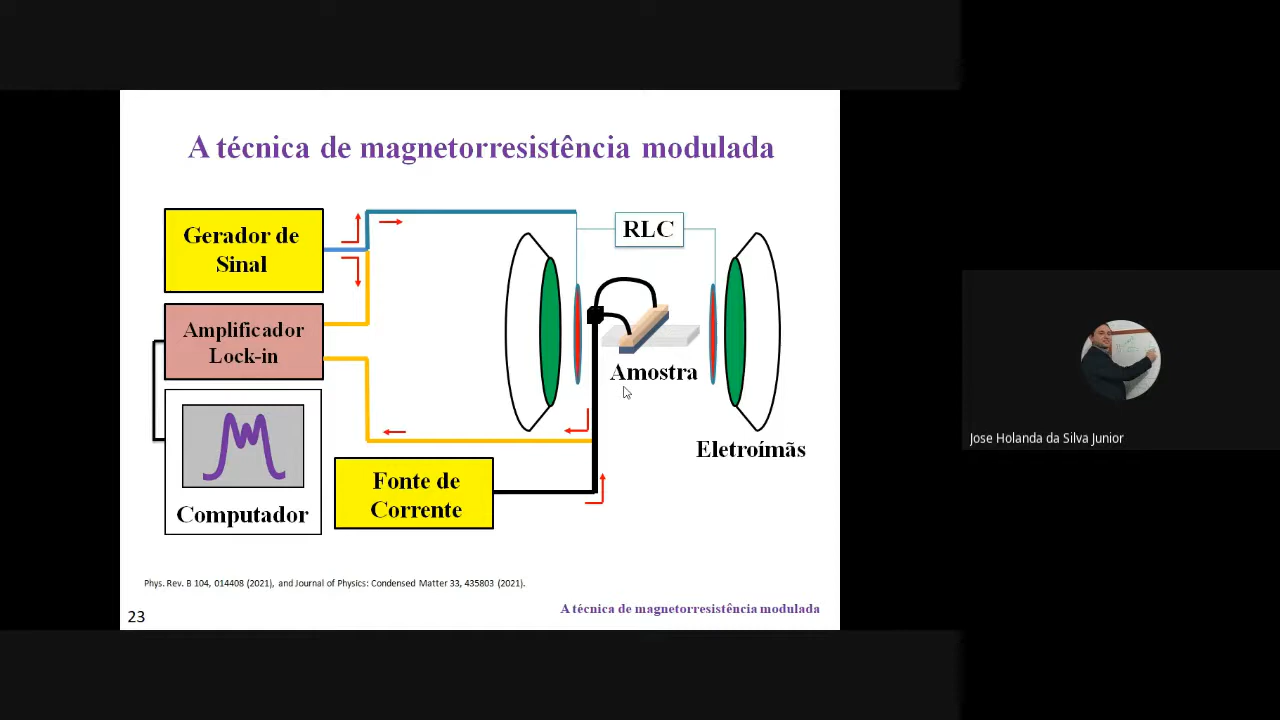 A técnica de magnetorresistência modulada
Gerador de
Sinal
RLC
Amplificador
Lock-in
Amostra
Eletroímãs
Fonte de
Corrente
Computador
Phys. Rev. B 104, 014408 (2021), and Journal of Physics: Condensed Matter 33, 435803 (2021).
23
A técnica de magnetorresistência modulada
Jose Holanda da Silva Junior